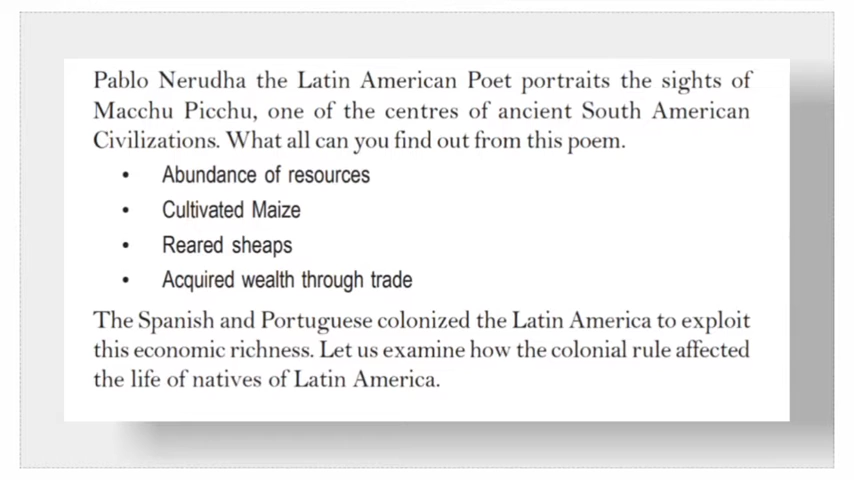 Pablo Nerudha the Latin American Poet portraits the sights of
Macchu Picchu, one of the centres of ancient South American
Civilizations. What all can you find out from this poem.
• Abundance of resources
• Cultivated Maize
• Reared sheaps
• Acquired wealth through trade
The Spanish and Portuguese colonized the Latin America to exploit
this economic richness. Let us examine how the colonial rule affected
the life of natives of Latin America.